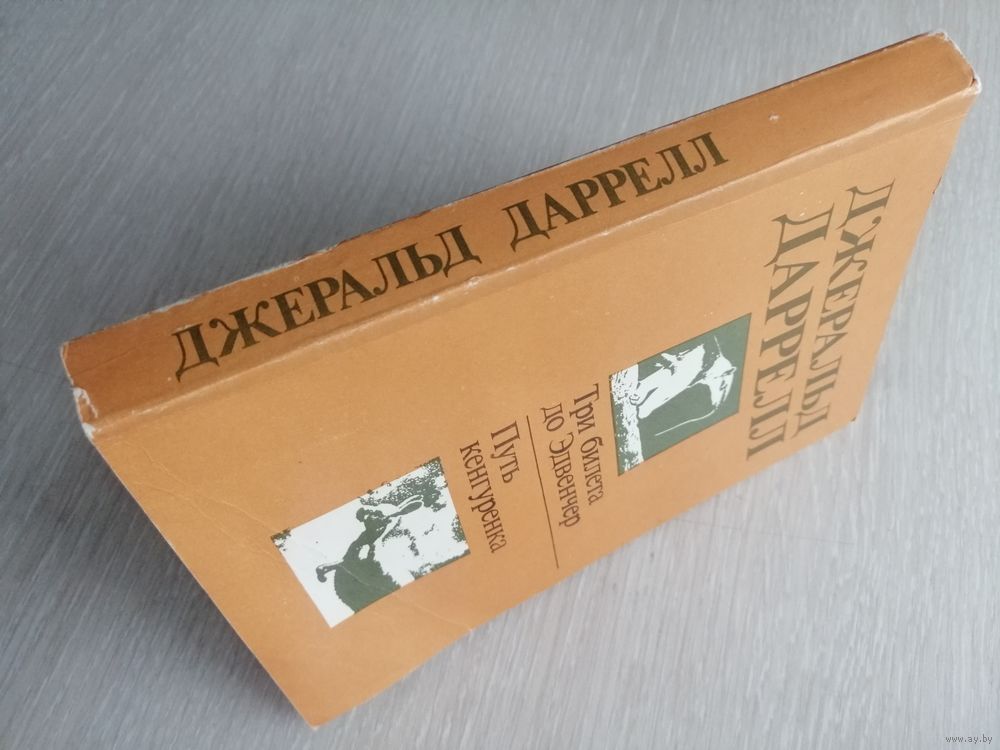 ДЖЕРАЛЬД ДАРРЕЛЛ
ДЖЕРАЛЬД
ДАРРЕЛЛ
Три билета
до Эдвенчер
Путь
кенгуренка
www.ay.by